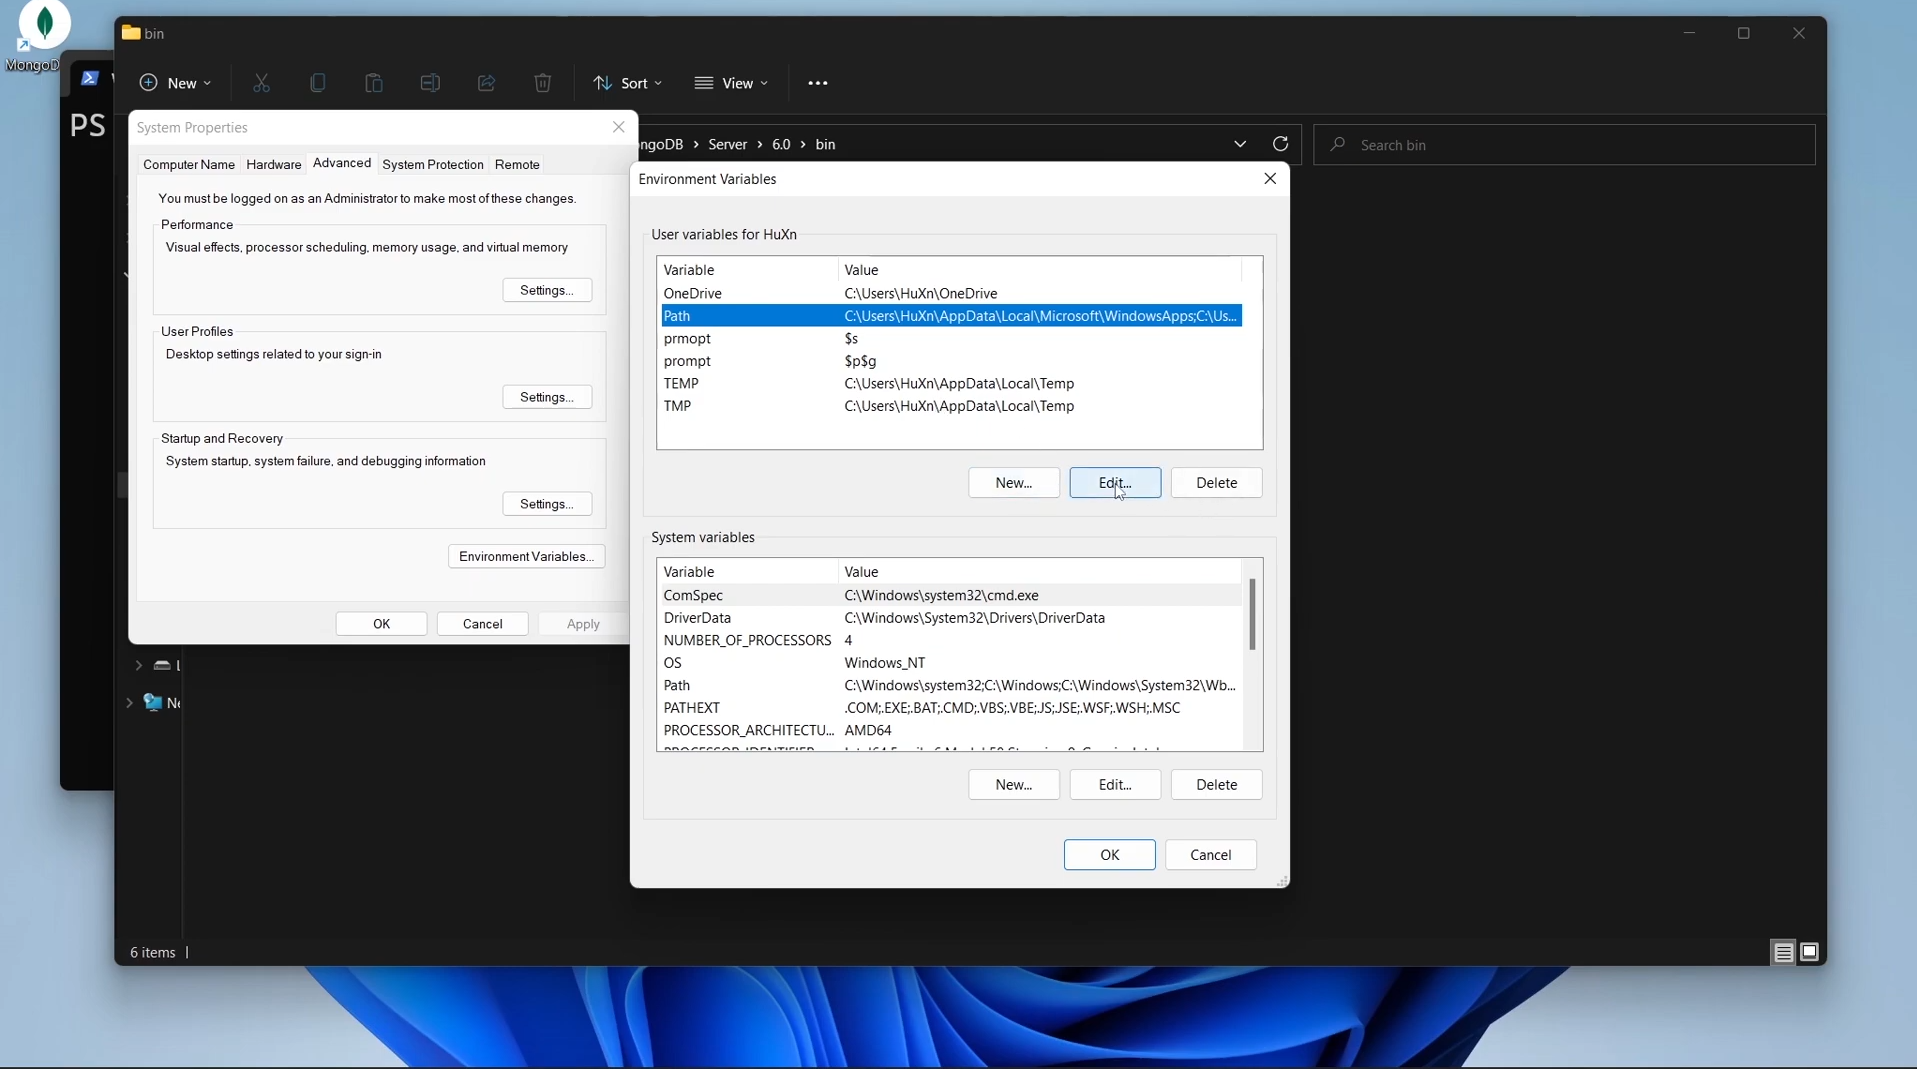 bin
MongoD
New
Sort
View
PS
System Properties
Computer Name Hardware Advanced System Protection Remote
You must be logged on as an Administrator to make most of these changes.
Performance
Visual effects, processor scheduling, memory usage, and virtual memory
Settings...
User Profiles
Desktop settings related to your sign-in
Settings...
Startup and Recovery
System startup, system failure, and debugging information
Settings...
Environment Variables...
OK Cancel Apply
ngoDB > Server > 6.0 > bin
Search bin
Environment Variables
User variables for HuXn
Variable Value
OneDrive C:\Users\HuXn\OneDrive
Path C:\Users\HuXn\AppData\Local\Microsoft\WindowsApps;C:\Us...
prmopt $s
prompt $p$g
TEMP C:\Users\HuXn\AppData\Local\Temp
TMP C:\Users\HuXn\AppData\Local\Temp
New... Edit... Delete
System variables
Variable Value
ComSpec C:\Windows\system32\cmd.exe
DriverData C:\Windows\System32\Drivers\DriverData
NUMBER_OF_PROCESSORS 4
OS Windows_NT
Path C:\Windows\system32;C:\Windows;C:\Windows\System32\Wb...
PATHEXT .COM;.EXE;.BAT;.CMD;.VBS;.VBE;.JS;.JSE;.WSF;.WSH;.MSC
PROCESSOR_ARCHITECTU... AMD64
New... Edit... Delete
OK Cancel
Ne
6 items